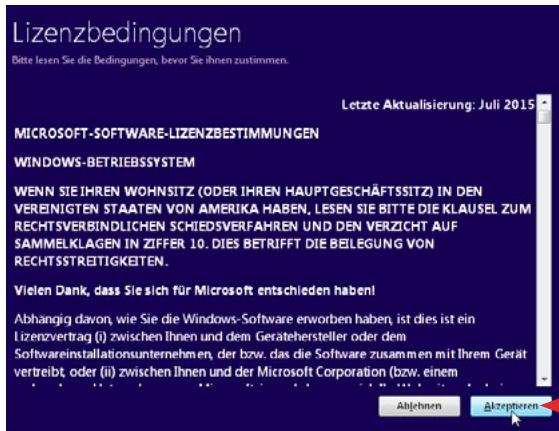 Lizenzbedingungen
Bitte lesen Sie die Bedingungen, bevor Sie ihnen zustimmen.
Letzte Aktualisierung: Juli 2015
MICROSOFT-SOFTWARE-LIZENZBESTIMMUNGEN
WINDOWS-BETRIEBSSYSTEM
WENN SIE IHREN WOHNSITZ (ODER IHREN HAUPTGESCHÄFTSSITZ) IN DEN
VEREINIGTEN STAATEN VON AMERIKA HABEN, LESEN SIE BITTE DIE KLAUSEL ZUM
RECHTSVERBINDLICHEN SCHIEDSVERFAHREN UND DEN VERZICHT AUF
SAMMELKLAGEN IN ZIFFER 10. DIES BETRIFFT DIE BEILEGUNG VON
RECHTSSTREITIGKEITEN.
Vielen Dank, dass Sie sich für Microsoft entschieden haben!
Abhängig davon, wie Sie die Windows-Software erworben haben, ist dies ist ein
Lizenzvertrag (i) zwischen Ihnen und dem Gerätehersteller oder dem
Softwareinstallationsunternehmen, der bzw. das die Software zusammen mit Ihrem Gerät
vertreibt, oder (ii) zwischen Ihnen und der Microsoft Corporation (bzw. einem
Ablehnen
Akzeptieren